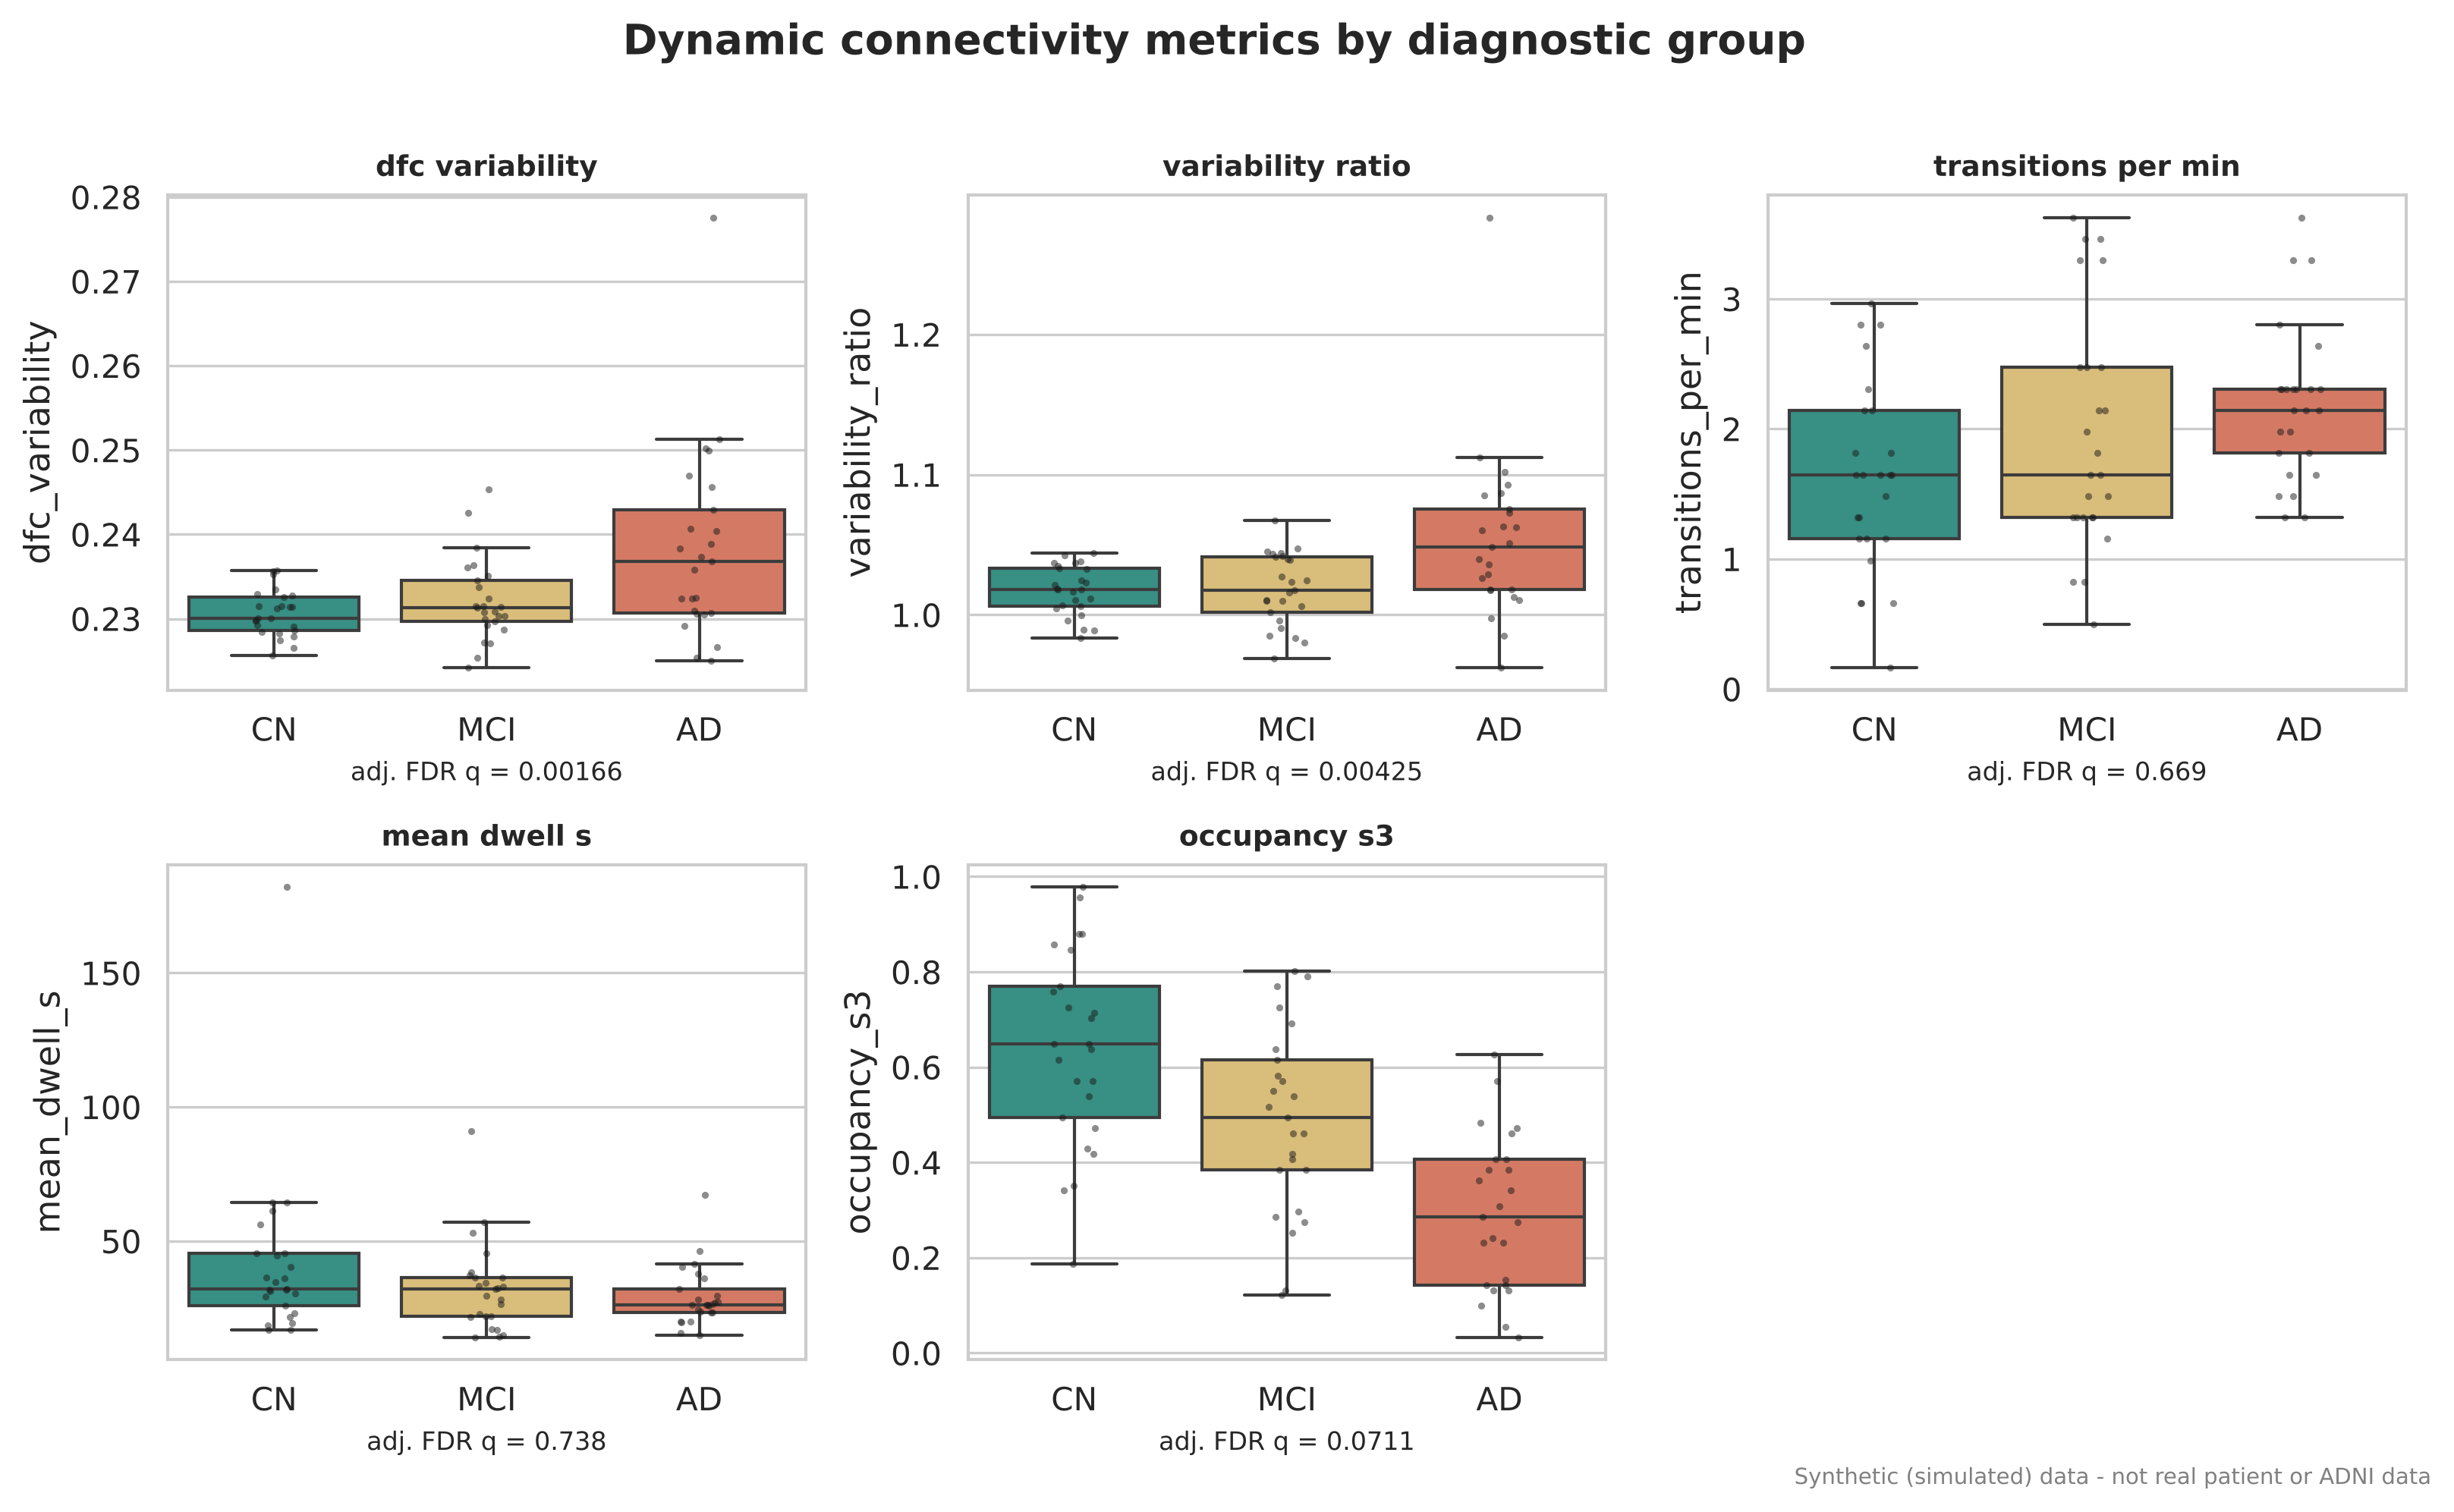 Dynamic connectivity metrics by diagnostic group
dfc variability
dfc_variability
0.28
0.27
0.26
0.25
0.24
0.23
CN MCI AD
adj. FDR q = 0.00166
variability ratio
variability_ratio
1.2
1.1
1.0
CN MCI AD
adj. FDR q = 0.00425
transitions per min
transitions_per_min
3
2
1
0
CN MCI AD
adj. FDR q = 0.669
mean dwell s
mean_dwell_s
150
100
50
CN MCI AD
adj. FDR q = 0.738
occupancy s3
occupancy_s3
1.0
0.8
0.6
0.4
0.2
0.0
CN MCI AD
adj. FDR q = 0.0711
Synthetic (simulated) data - not real patient or ADNI data